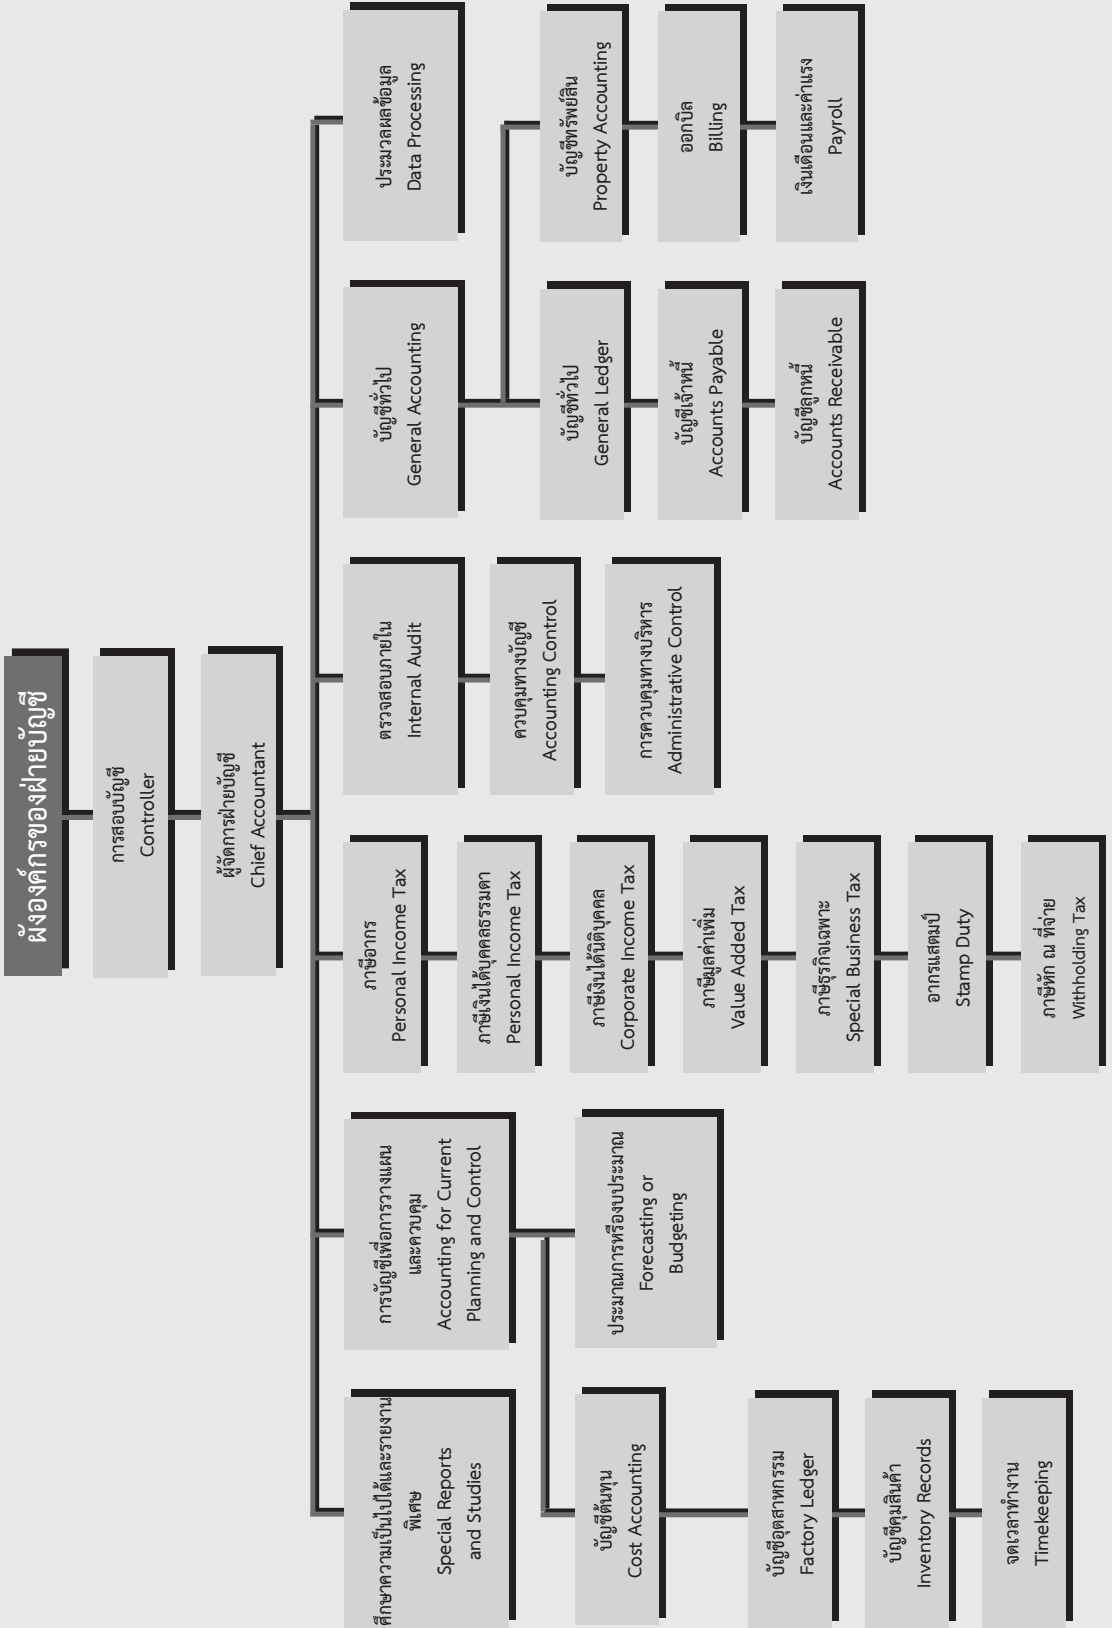 ผังองค์กรของฝ่ายบัญชี
การสอบบัญชี
Controller
ผู้จัดการฝ่ายบัญชี
Chief Accountant
ศึกษาความเป็นไปได้และรายงาน
พิเศษ
Special Reports
and Studies
การบัญชีเพื่อการวางแผน
และควบคุม
Accounting for Current
Planning and Control
บัญชีต้นทุน
Cost Accounting
บัญชีอุตสาหกรรม
Factory Ledger
บัญชีคุมสินค้า
Inventory Records
จดเวลาทำงาน
Timekeeping
ประมาณการหรืองบประมาณ
Forecasting or
Budgeting
ภาษีอากร
Personal Income Tax
ภาษีเงินได้บุคคลธรรมดา
Personal Income Tax
ภาษีเงินได้นิติบุคคล
Corporate Income Tax
ภาษีมูลค่าเพิ่ม
Value Added Tax
ภาษีธุรกิจเฉพาะ
Special Business Tax
อากรแสตมป์
Stamp Duty
ภาษีหัก ณ ที่จ่าย
Withholding Tax
ตรวจสอบภายใน
Internal Audit
ควบคุมทางบัญชี
Accounting Control
การควบคุมทางบริหาร
Administrative Control
บัญชีทั่วไป
General Accounting
บัญชีทั่วไป
General Ledger
บัญชีเจ้าหนี้
Accounts Payable
บัญชีลูกหนี้
Accounts Receivable
บัญชีทรัพย์สิน
Property Accounting
ออกบิล
Billing
เงินเดือนและค่าแรง
Payroll
ประมวลผลข้อมูล
Data Processing